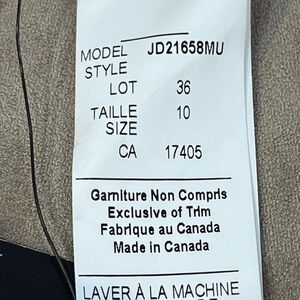 MODEL JD21658MU
STYLE
LOT 36
TAILLE 10
SIZE
CA 17405
Garniture Non Compris
Exclusive of Trim
Fabrique au Canada
Made in Canada
LAVER À LA MACHINE